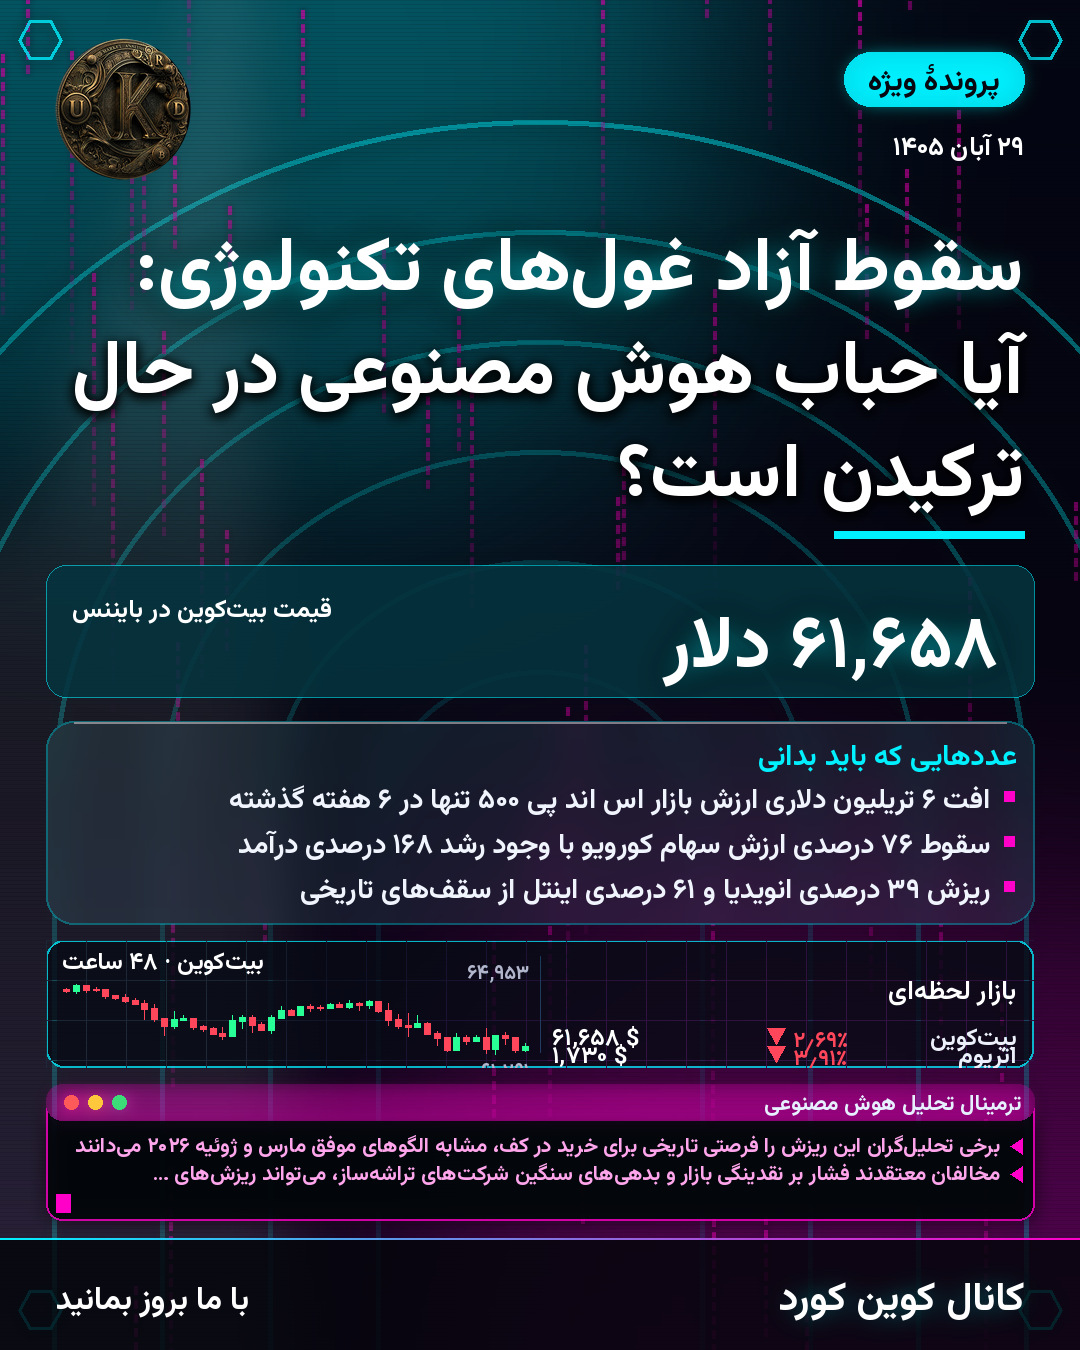 پروندهٔ ویژه
۲۹ آبان ۱۴۰۵
K
U
D
R
B
سقوط آزاد غول‌های تکنولوژی:
آیا حباب هوش مصنوعی در حال
ترکیدن است؟
قیمت بیت‌کوین در بایننس
۶۱,۶۵۸ دلار
عددهایی که باید بدانی
افت ۶ تریلیون دلاری ارزش بازار اس اند پی ۵۰۰ تنها در ۶ هفته گذشته
سقوط ۷۶ درصدی ارزش سهام کورویو با وجود رشد ۱۶۸ درصدی درآمد
ریزش ۳۹ درصدی انویدیا و ۶۱ درصدی اینتل از سقف‌های تاریخی
بازار لحظه‌ای
بیت‌کوین ▼ ۲٫۶۹٪ ۶۱,۶۵۸ $
اتریوم ▼ ۳٫۹۱٪ ۱,۷۳۰ $
بیت‌کوین · ۴۸ ساعت
۶۴,۹۵۳
ترمینال تحلیل هوش مصنوعی
برخی تحلیل‌گران این ریزش را فرصتی تاریخی برای خرید در کف، مشابه الگوهای موفق مارس و ژوئیه ۲۰۲۶ می‌دانند
مخالفان معتقدند فشار بر نقدینگی بازار و بدهی‌های سنگین شرکت‌های تراشه‌ساز، می‌تواند ریزش‌های ...
کانال کوین کورد
با ما بروز بمانید